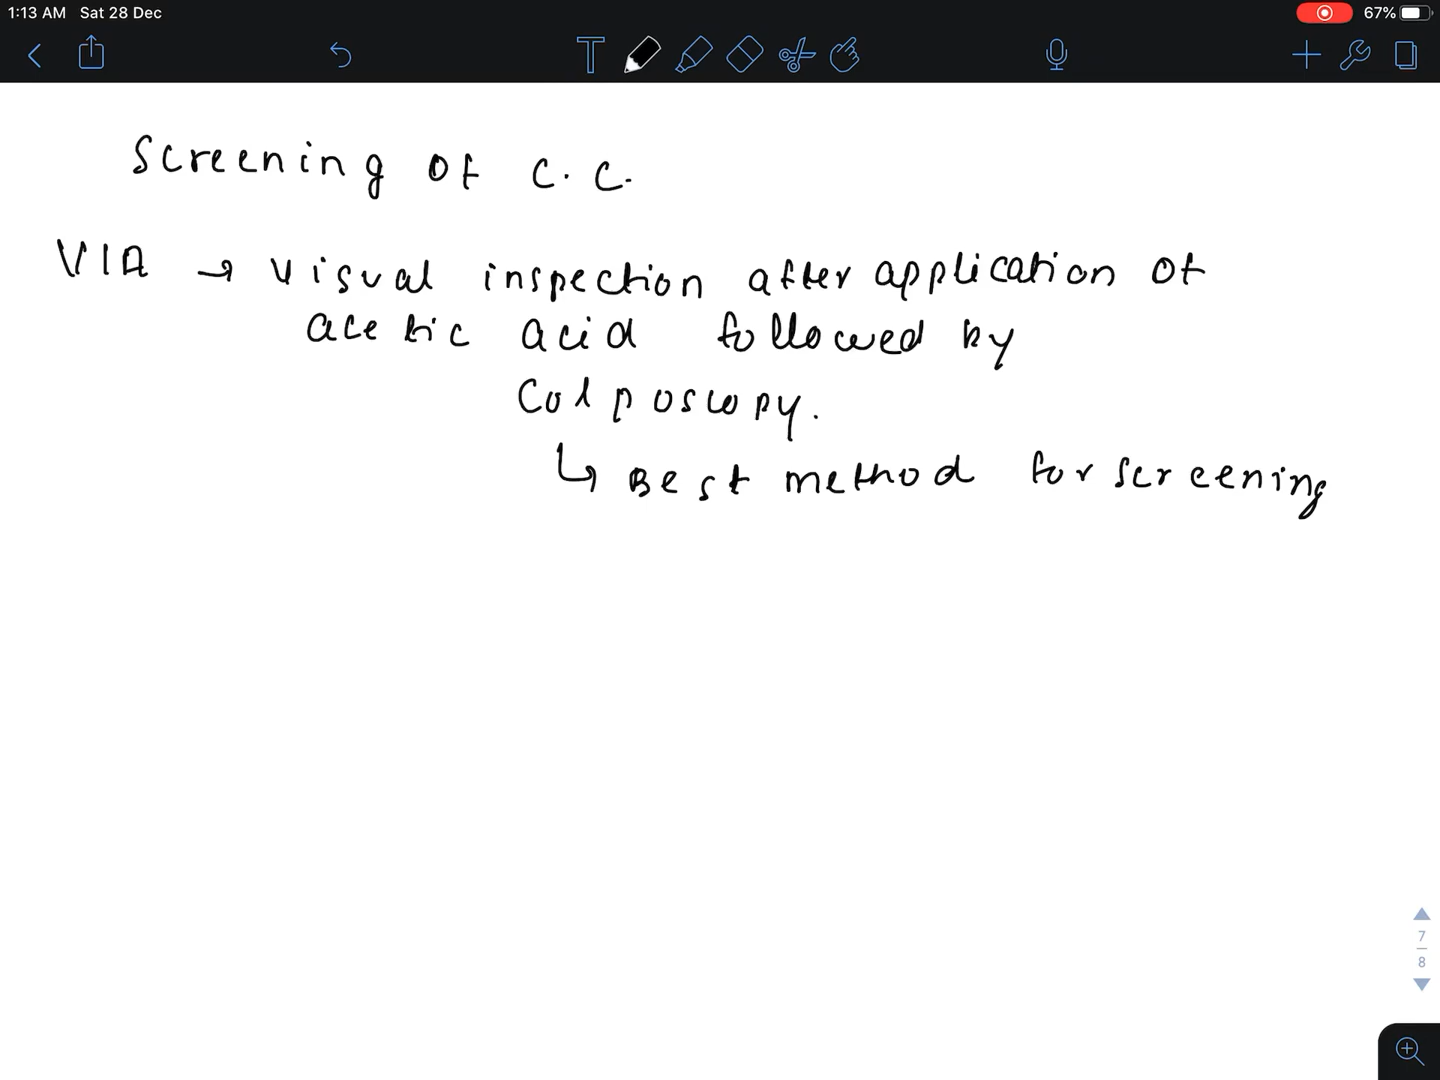 1:13 AM Sat 28 Dec 67%
Screening of C.C.
VIA → visual inspection after application of
acetic acid followed by
Colposcopy.
↳ Best method for screening
7
8